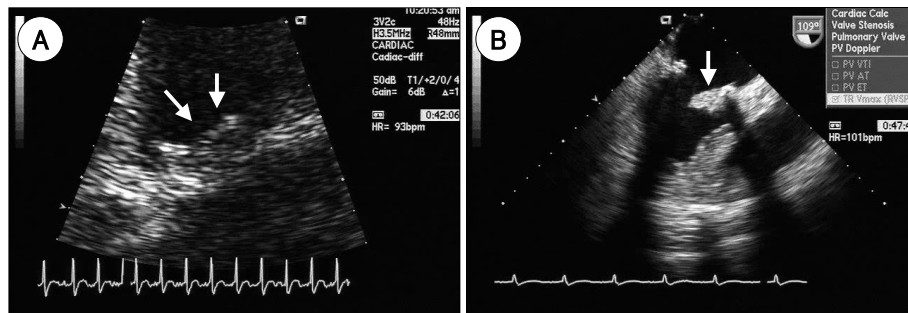 A
10:20:53 am
3V2c 48Hz
H3.5MHz R48mm
CARDIAC
Cadiac-diff
50dB T1/+2/0/4
Gain= 6dB Δ=1
0:42:06
HR= 93bpm
B
109°
Cardiac Calc
Valve Stenosis
Pulmonary Valve
PV Doppler
PV VTI
PV AT
PV ET
TR Vmax (RVSP
0:47:4
HR=101bpm